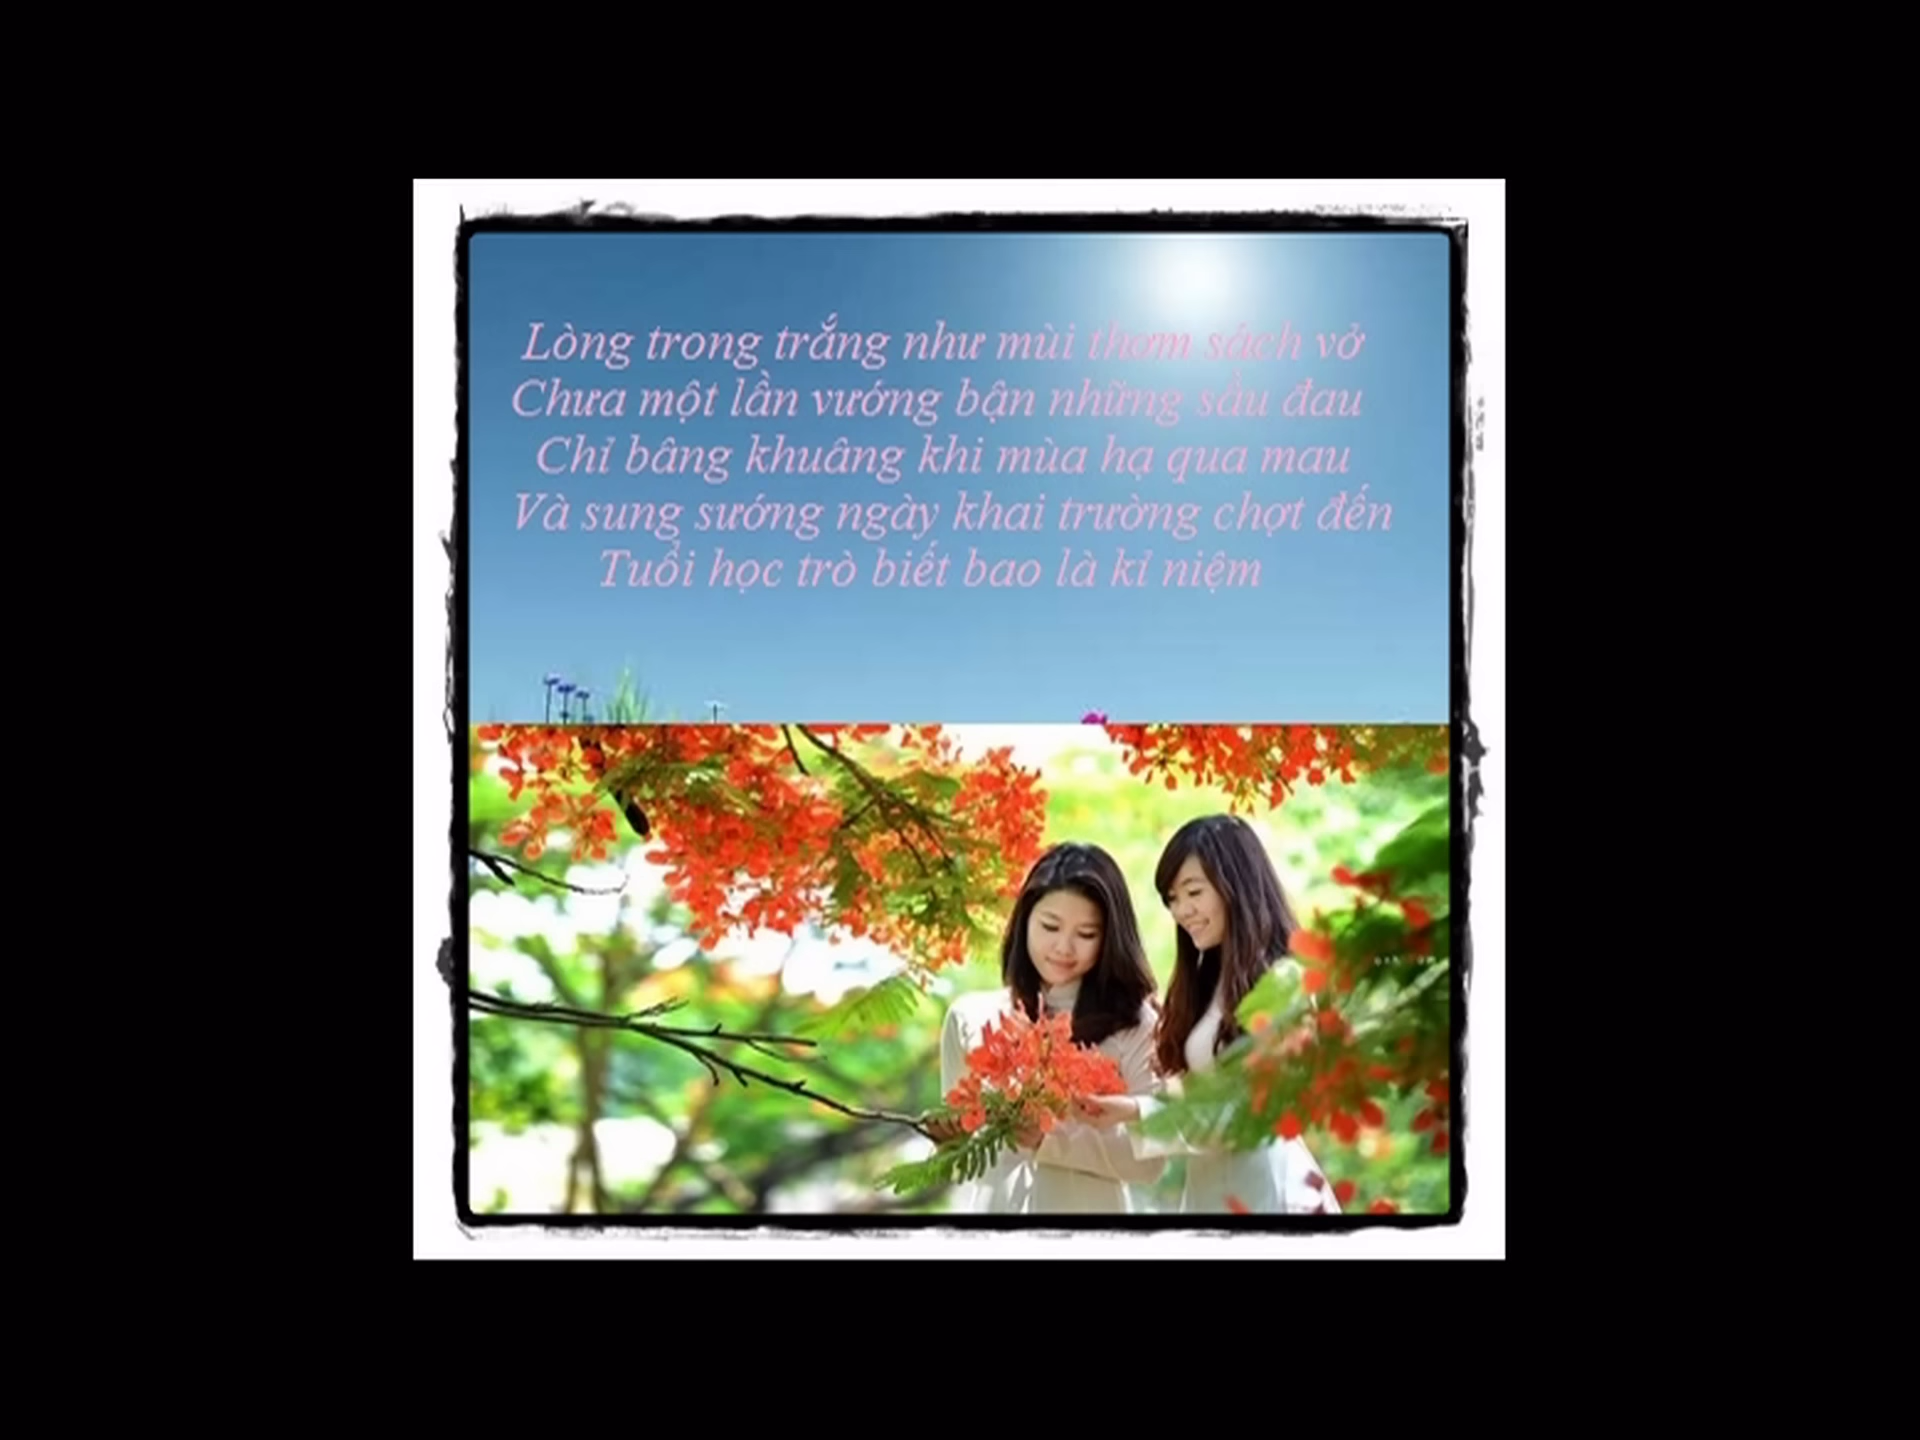 Lòng trong trắng như mùi thơm sách vở
Chưa một lần vướng bận những sầu đau
Chỉ bâng khuâng khi mùa hạ qua mau
Và sung sướng ngày khai trường chợt đến
Tuổi học trò biết bao là kỉ niệm